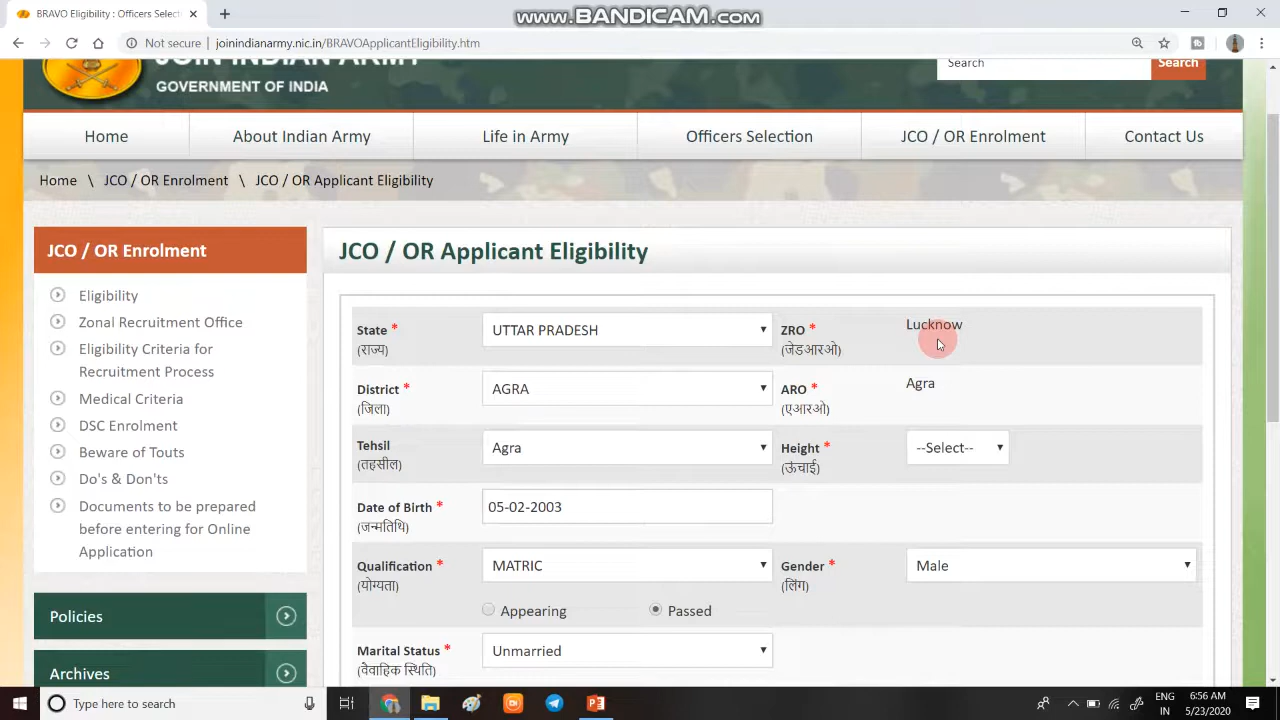 BRAVO Eligibility : Officers Select
www.BANDICAM.com
Not secure | joinindianarmy.nic.in/BRAVOApplicantEligibility.htm
JOIN INDIAN ARMY
GOVERNMENT OF INDIA
Search Search
Home About Indian Army Life in Army Officers Selection JCO / OR Enrolment Contact Us
Home \ JCO / OR Enrolment \ JCO / OR Applicant Eligibility
JCO / OR Enrolment
Eligibility
Zonal Recruitment Office
Eligibility Criteria for
Recruitment Process
Medical Criteria
DSC Enrolment
Beware of Touts
Do's & Don'ts
Documents to be prepared
before entering for Online
Application
Policies
Archives
JCO / OR Applicant Eligibility
State * UTTAR PRADESH ZRO * Lucknow
(राज्य) (जेडआरओ)
District * AGRA ARO * Agra
(जिला) (एआरओ)
Tehsil Agra Height * --Select--
(तहसील) (ऊंचाई)
Date of Birth * 05-02-2003
(जन्मतिथि)
Qualification * MATRIC Gender * Male
(योग्यता) (लिंग)
Appearing Passed
Marital Status * Unmarried
(वैवाहिक स्थिति)
Type here to search
ENG 6:56 AM
IN 5/23/2020